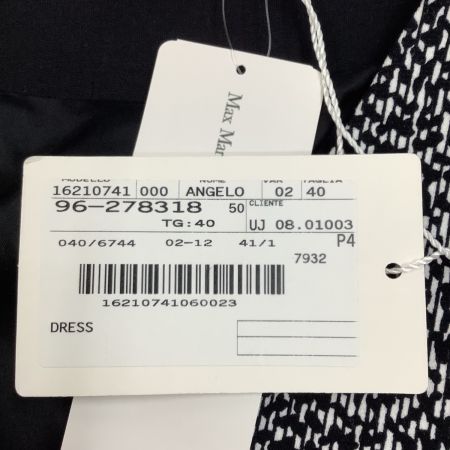 Max Mar
MODELLO NOME VAR TAGLIA
16210741 000 ANGELO 02 40
96-278318 50 CLIENTE
TG:40 UJ 08.01003
040/6744 02-12 41/1 P4
7932
16210741060023
DRESS